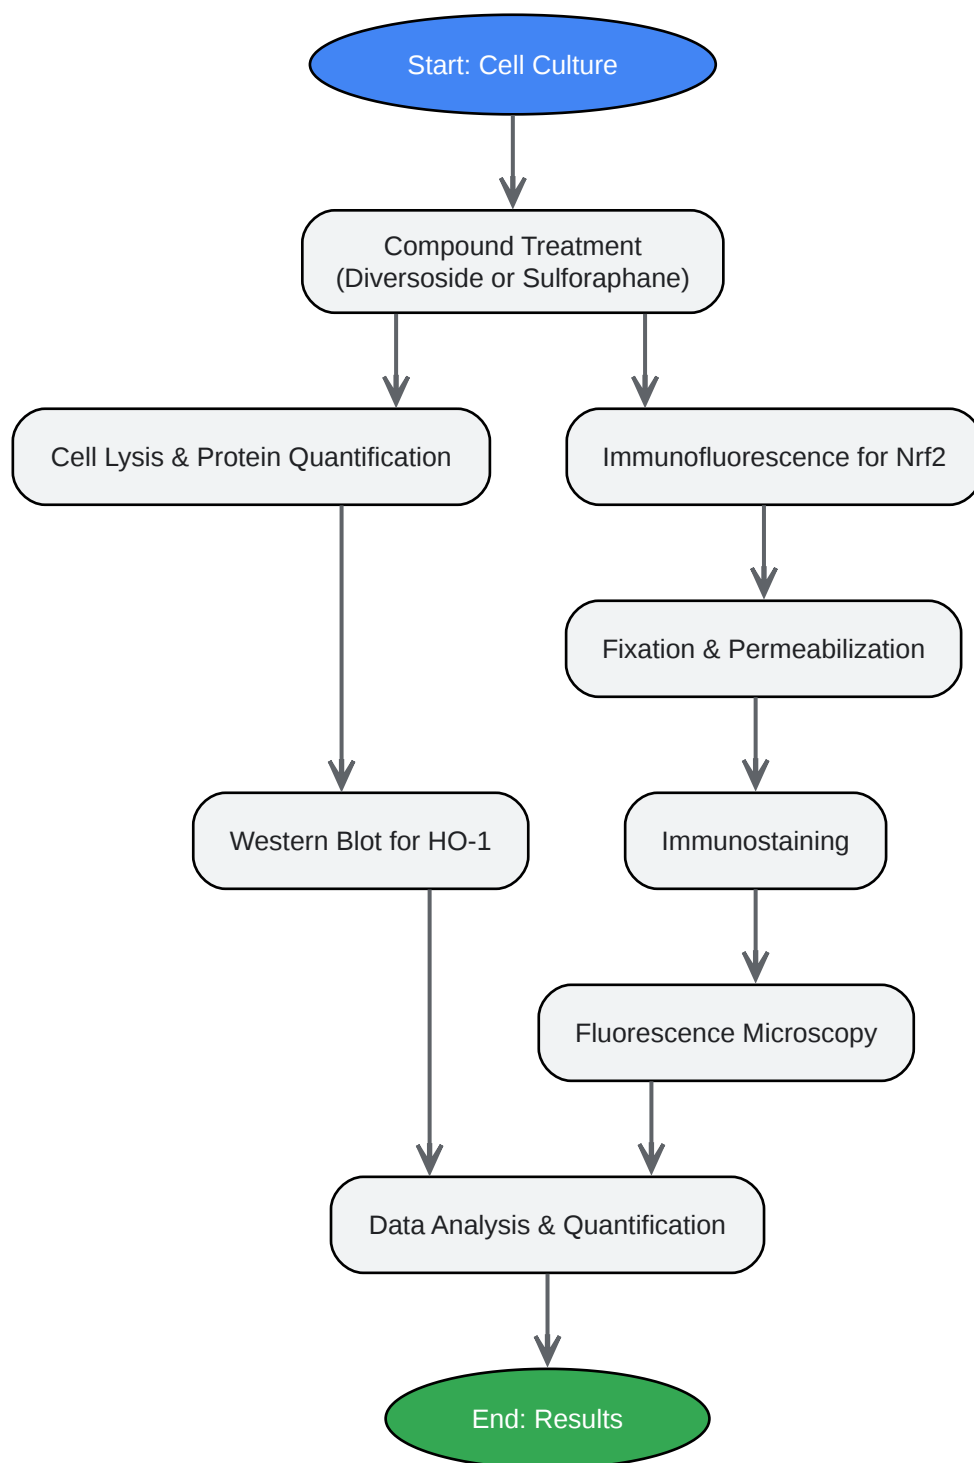 Start: Cell Culture
Compound Treatment
(Diversoside or Sulforaphane)
Cell Lysis & Protein Quantification
Immunofluorescence for Nrf2
Fixation & Permeabilization
Western Blot for HO-1
Immunostaining
Fluorescence Microscopy
Data Analysis & Quantification
End: Results